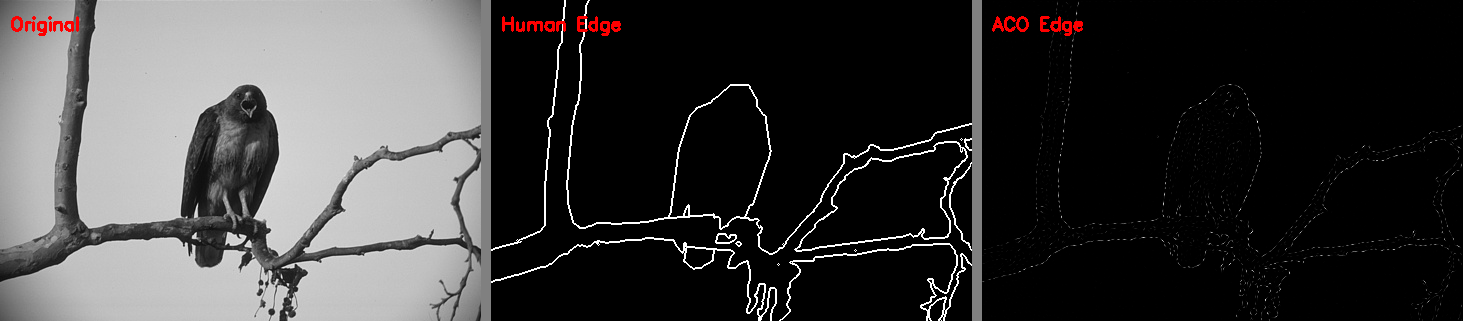 Original
Human Edge
ACO Edge